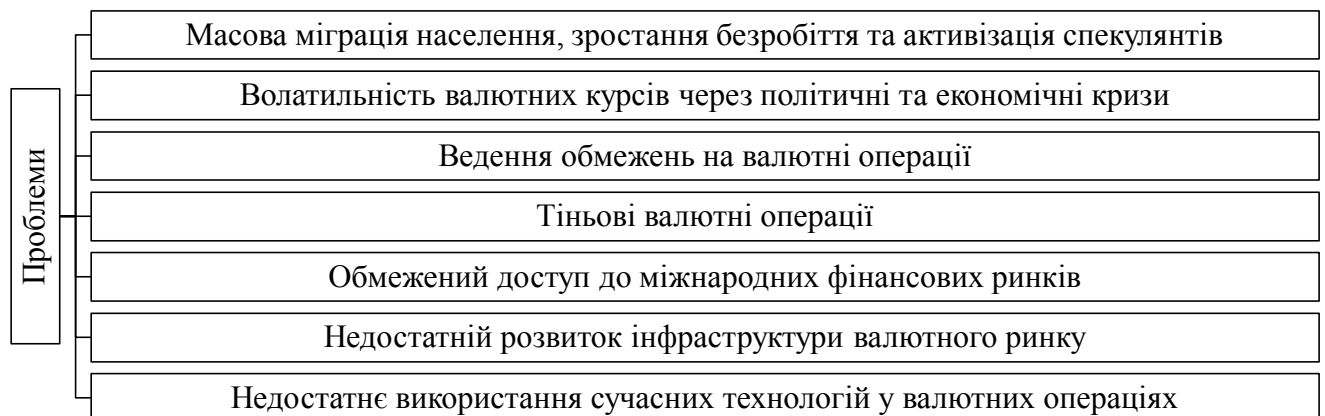 Проблеми
Масова міграція населення, зростання безробіття та активізація спекулянтів
Волатильність валютних курсів через політичні та економічні кризи
Ведення обмежень на валютні операції
Тіньові валютні операції
Обмежений доступ до міжнародних фінансових ринків
Недостатній розвиток інфраструктури валютного ринку
Недостатнє використання сучасних технологій у валютних операціях